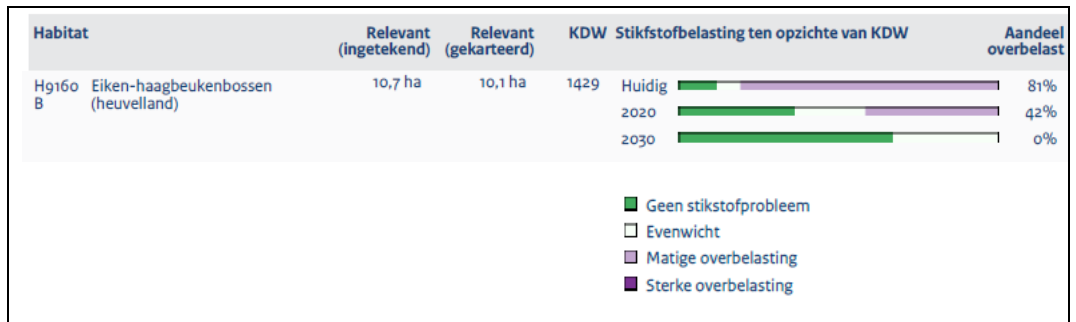 Habitat Relevant Relevant KDW Stikfstofbelasting ten opzichte van KDW Aandeel
(ingetekend) (gekarteerd) overbelast
H9160 Eiken-haagbeukenbossen 10,7 ha 10,1 ha 1429 Huidig 81%
B (heuvelland) 2020 42%
2030 0%
Geen stikstofprobleem
Evenwicht
Matige overbelasting
Sterke overbelasting